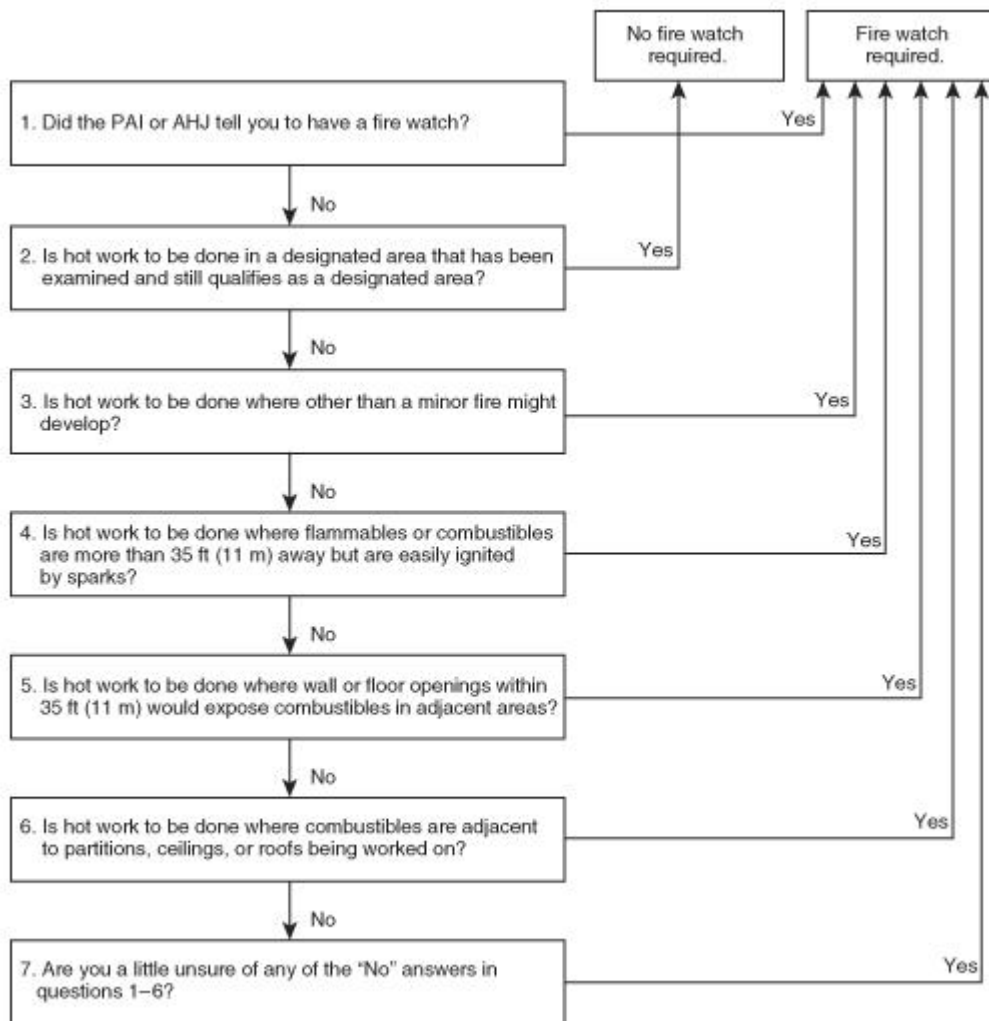 No fire watch
required.
Fire watch
required.
1. Did the PAI or AHJ tell you to have a fire watch?
Yes
No
2. Is hot work to be done in a designated area that has been
examined and still qualifies as a designated area?
Yes
No
3. Is hot work to be done where other than a minor fire might
develop?
Yes
No
4. Is hot work to be done where flammables or combustibles
are more than 35 ft (11 m) away but are easily ignited
by sparks?
Yes
No
5. Is hot work to be done where wall or floor openings within
35 ft (11 m) would expose combustibles in adjacent areas?
Yes
No
6. Is hot work to be done where combustibles are adjacent
to partitions, ceilings, or roofs being worked on?
Yes
No
7. Are you a little unsure of any of the “No” answers in
questions 1–6?
Yes